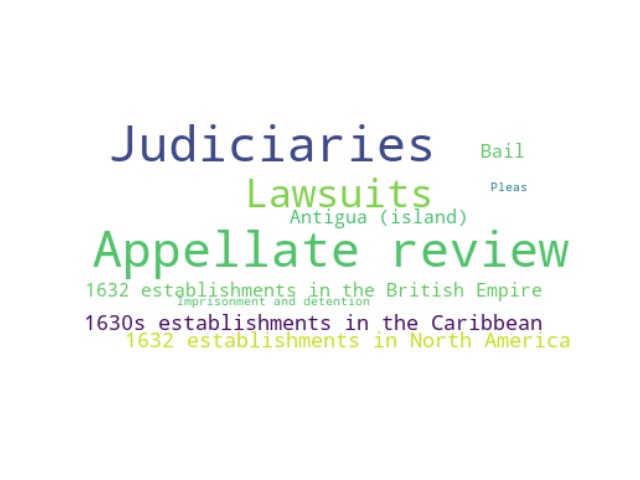 Judiciaries
Bail
Lawsuits
Pleas
Antigua (island)
Appellate review
1632 establishments in the British Empire
Imprisonment and detention
1630s establishments in the Caribbean
1632 establishments in North America